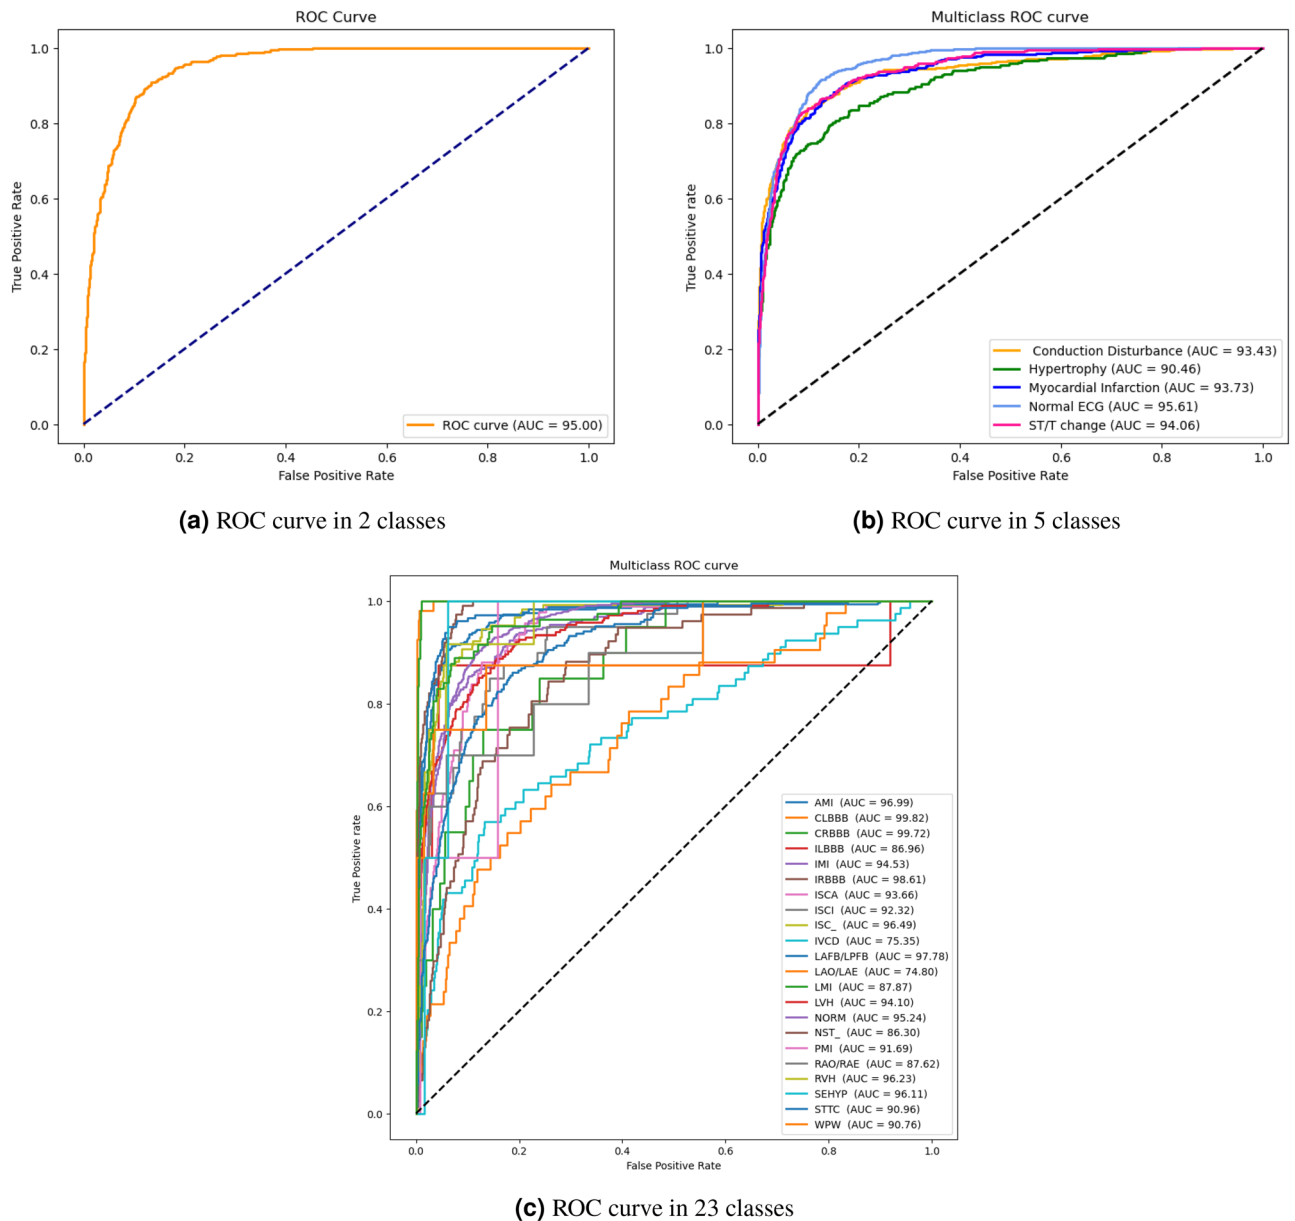 ROC Curve
1.0
0.8
0.6
0.4
0.2
0.0
True Positive Rate
ROC curve (AUC = 95.00)
0.0 0.2 0.4 0.6 0.8 1.0
False Positive Rate
(a) ROC curve in 2 classes
Multiclass ROC curve
1.0
0.8
0.6
0.4
0.2
0.0
True Positive rate
Conduction Disturbance (AUC = 93.43)
Hypertrophy (AUC = 90.46)
Myocardial Infarction (AUC = 93.73)
Normal ECG (AUC = 95.61)
ST/T change (AUC = 94.06)
0.0 0.2 0.4 0.6 0.8 1.0
False Positive Rate
(b) ROC curve in 5 classes
Multiclass ROC curve
1.0
0.8
0.6
0.4
0.2
0.0
True Positive rate
AMI (AUC = 96.99)
CLBBB (AUC = 99.82)
CRBBB (AUC = 99.72)
ILBBB (AUC = 86.96)
IMI (AUC = 94.53)
IRBBB (AUC = 98.61)
ISCA (AUC = 93.66)
ISCI (AUC = 92.32)
ISC_ (AUC = 96.49)
IVCD (AUC = 75.35)
LAFB/LPFB (AUC = 97.78)
LAO/LAE (AUC = 74.80)
LMI (AUC = 87.87)
LVH (AUC = 94.10)
NORM (AUC = 95.24)
NST_ (AUC = 86.30)
PMI (AUC = 91.69)
RAO/RAE (AUC = 87.62)
RVH (AUC = 96.23)
SEHYP (AUC = 96.11)
STTC (AUC = 90.96)
WPW (AUC = 90.76)
0.0 0.2 0.4 0.6 0.8 1.0
False Positive Rate
(c) ROC curve in 23 classes